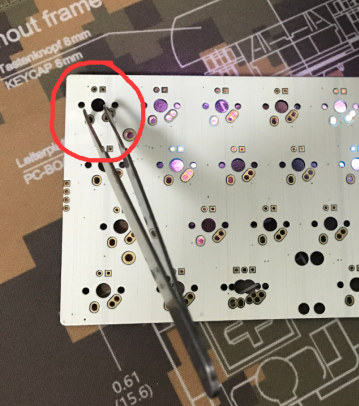 hout frame
Tastenknopf 8mm
KEYCAP 8mm
Leiterpl
PC-BO
0.61
(15.6)